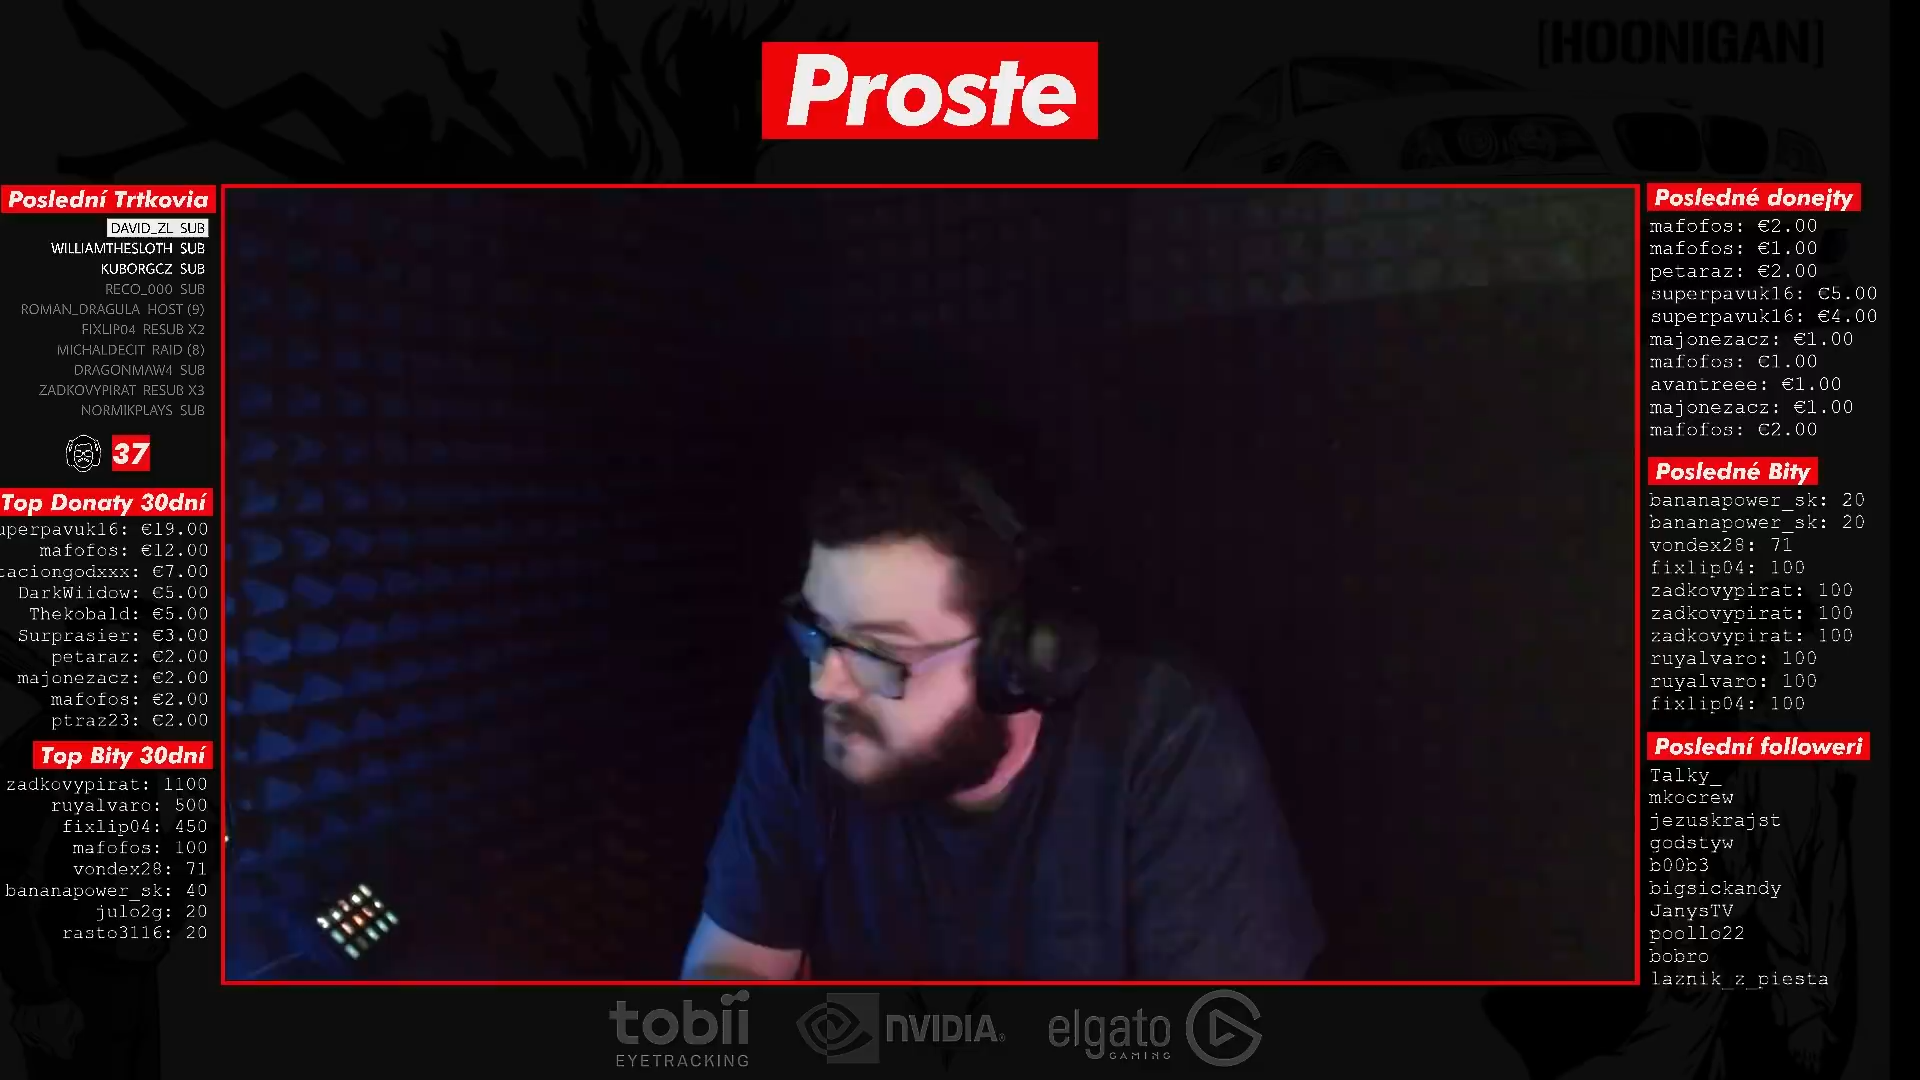 [HOONIGAN]
Proste
Poslední Trtkovia
DAVID_ZL SUB
WILLIAMTHESLOTH SUB
KUBORGCZ SUB
RECO_000 SUB
ROMAN_DRAGULA HOST (9)
FIXLIP04 RESUB X2
MICHALDECIT RAID (8)
DRAGONMAW4 SUB
ZADKOVYPIRAT RESUB X3
NORMIKPLAYS SUB
37
Top Donaty 30dní
uperpavuk16: €19.00
mafofos: €12.00
taciongodxxx: €7.00
DarkWiidow: €5.00
Thekobald: €5.00
Surprasier: €3.00
petaraz: €2.00
majonezacz: €2.00
mafofos: €2.00
ptraz23: €2.00
Top Bity 30dní
zadkovypirat: 1100
ruyalvaro: 500
fixlip04: 450
mafofos: 100
vondex28: 71
bananapower_sk: 40
julo2g: 20
rasto3116: 20
Posledné donejty
mafofos: €2.00
mafofos: €1.00
petaraz: €2.00
superpavuk16: €5.00
superpavuk16: €4.00
majonezacz: €1.00
mafofos: €1.00
avantreee: €1.00
majonezacz: €1.00
mafofos: €2.00
Posledné Bity
bananapower_sk: 20
bananapower_sk: 20
vondex28: 71
fixlip04: 100
zadkovypirat: 100
zadkovypirat: 100
zadkovypirat: 100
ruyalvaro: 100
ruyalvaro: 100
fixlip04: 100
Poslední followeri
Talky_
mkocrew
jezuskrajst
godstyw
b00b3
bigsickandy
JanysTV
poollo22
bobro
laznik_z_piesta
tobii
EYETRACKING
NVIDIA®
elgato
GAMING